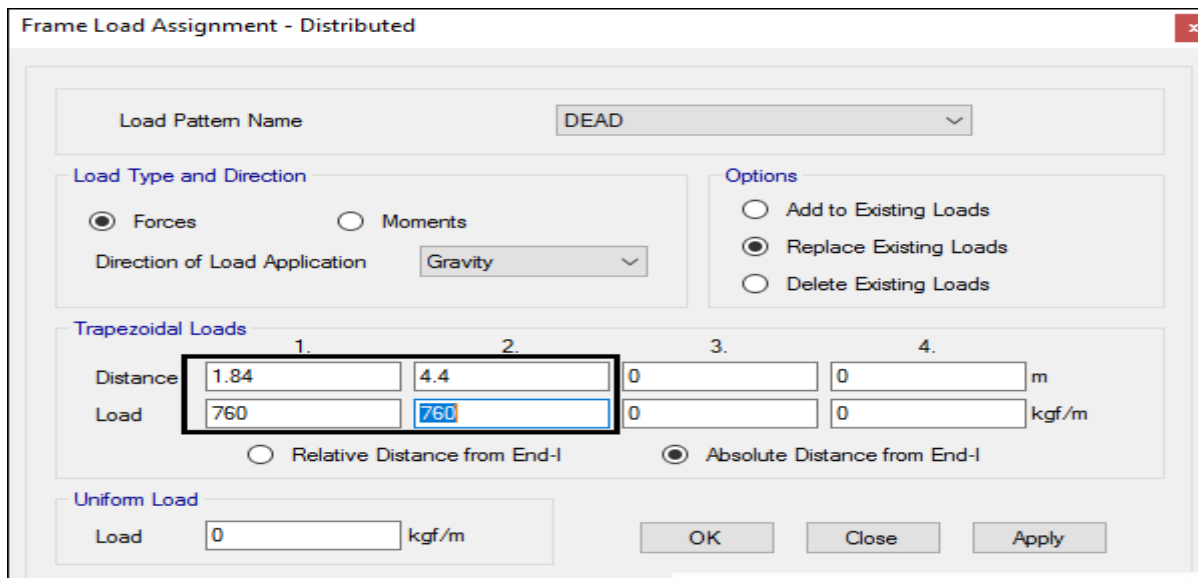 Frame Load Assignment - Distributed
x
Load Pattern Name DEAD
Load Type and Direction
Forces Moments
Direction of Load Application Gravity
Options
Add to Existing Loads
Replace Existing Loads
Delete Existing Loads
Trapezoidal Loads
1. 2. 3. 4.
Distance 1.84 4.4 0 0 m
Load 760 760 0 0 kgf/m
Relative Distance from End-I Absolute Distance from End-I
Uniform Load
Load 0 kgf/m
OK Close Apply